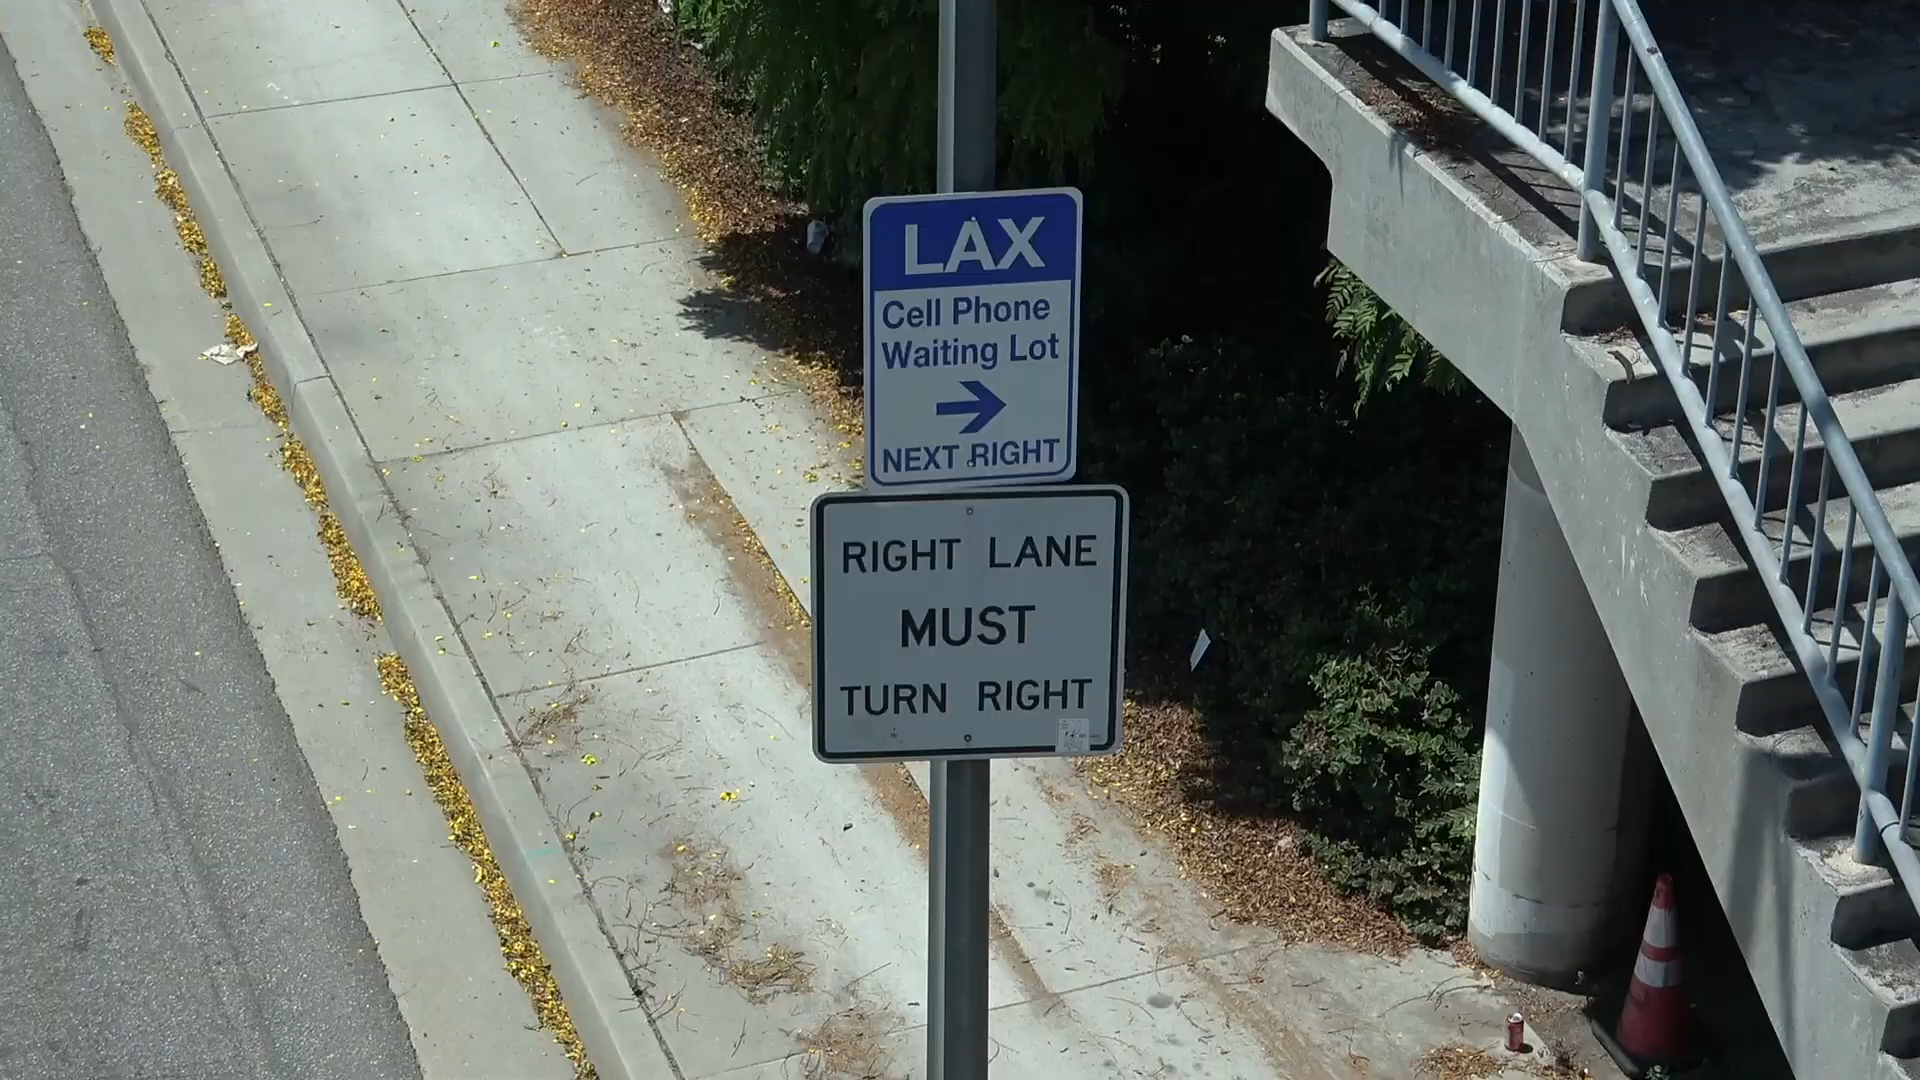 LAX
Cell Phone
Waiting Lot
NEXT RIGHT
RIGHT LANE
MUST
TURN RIGHT